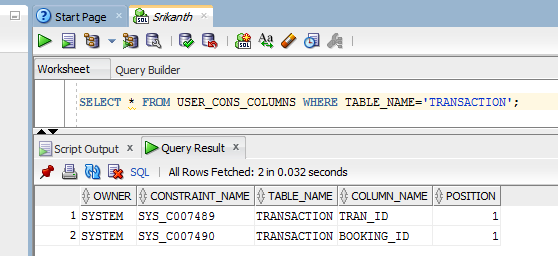 Start Page Srikanth
Worksheet Query Builder
SELECT * FROM USER_CONS_COLUMNS WHERE TABLE_NAME='TRANSACTION';
Script Output Query Result
SQL | All Rows Fetched: 2 in 0.032 seconds
OWNER CONSTRAINT_NAME TABLE_NAME COLUMN_NAME POSITION
1 SYSTEM SYS_C007489 TRANSACTION TRAN_ID 1
2 SYSTEM SYS_C007490 TRANSACTION BOOKING_ID 1